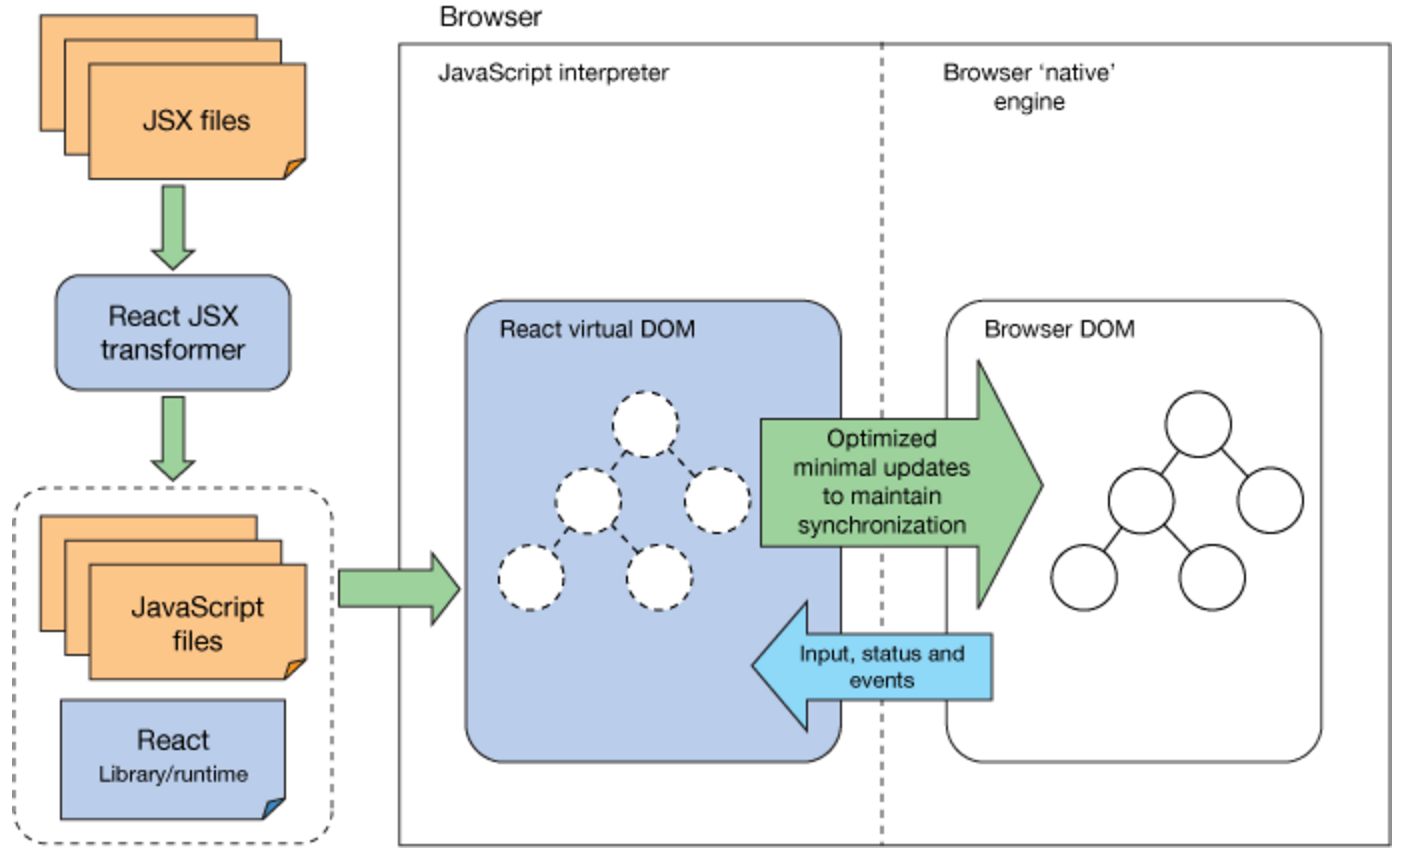 Browser
JSX files
JavaScript interpreter
Browser ‘native’
engine
React JSX
transformer
React virtual DOM
Browser DOM
Optimized
minimal updates
to maintain
synchronization
JavaScript
files
Input, status and
events
React
Library/runtime